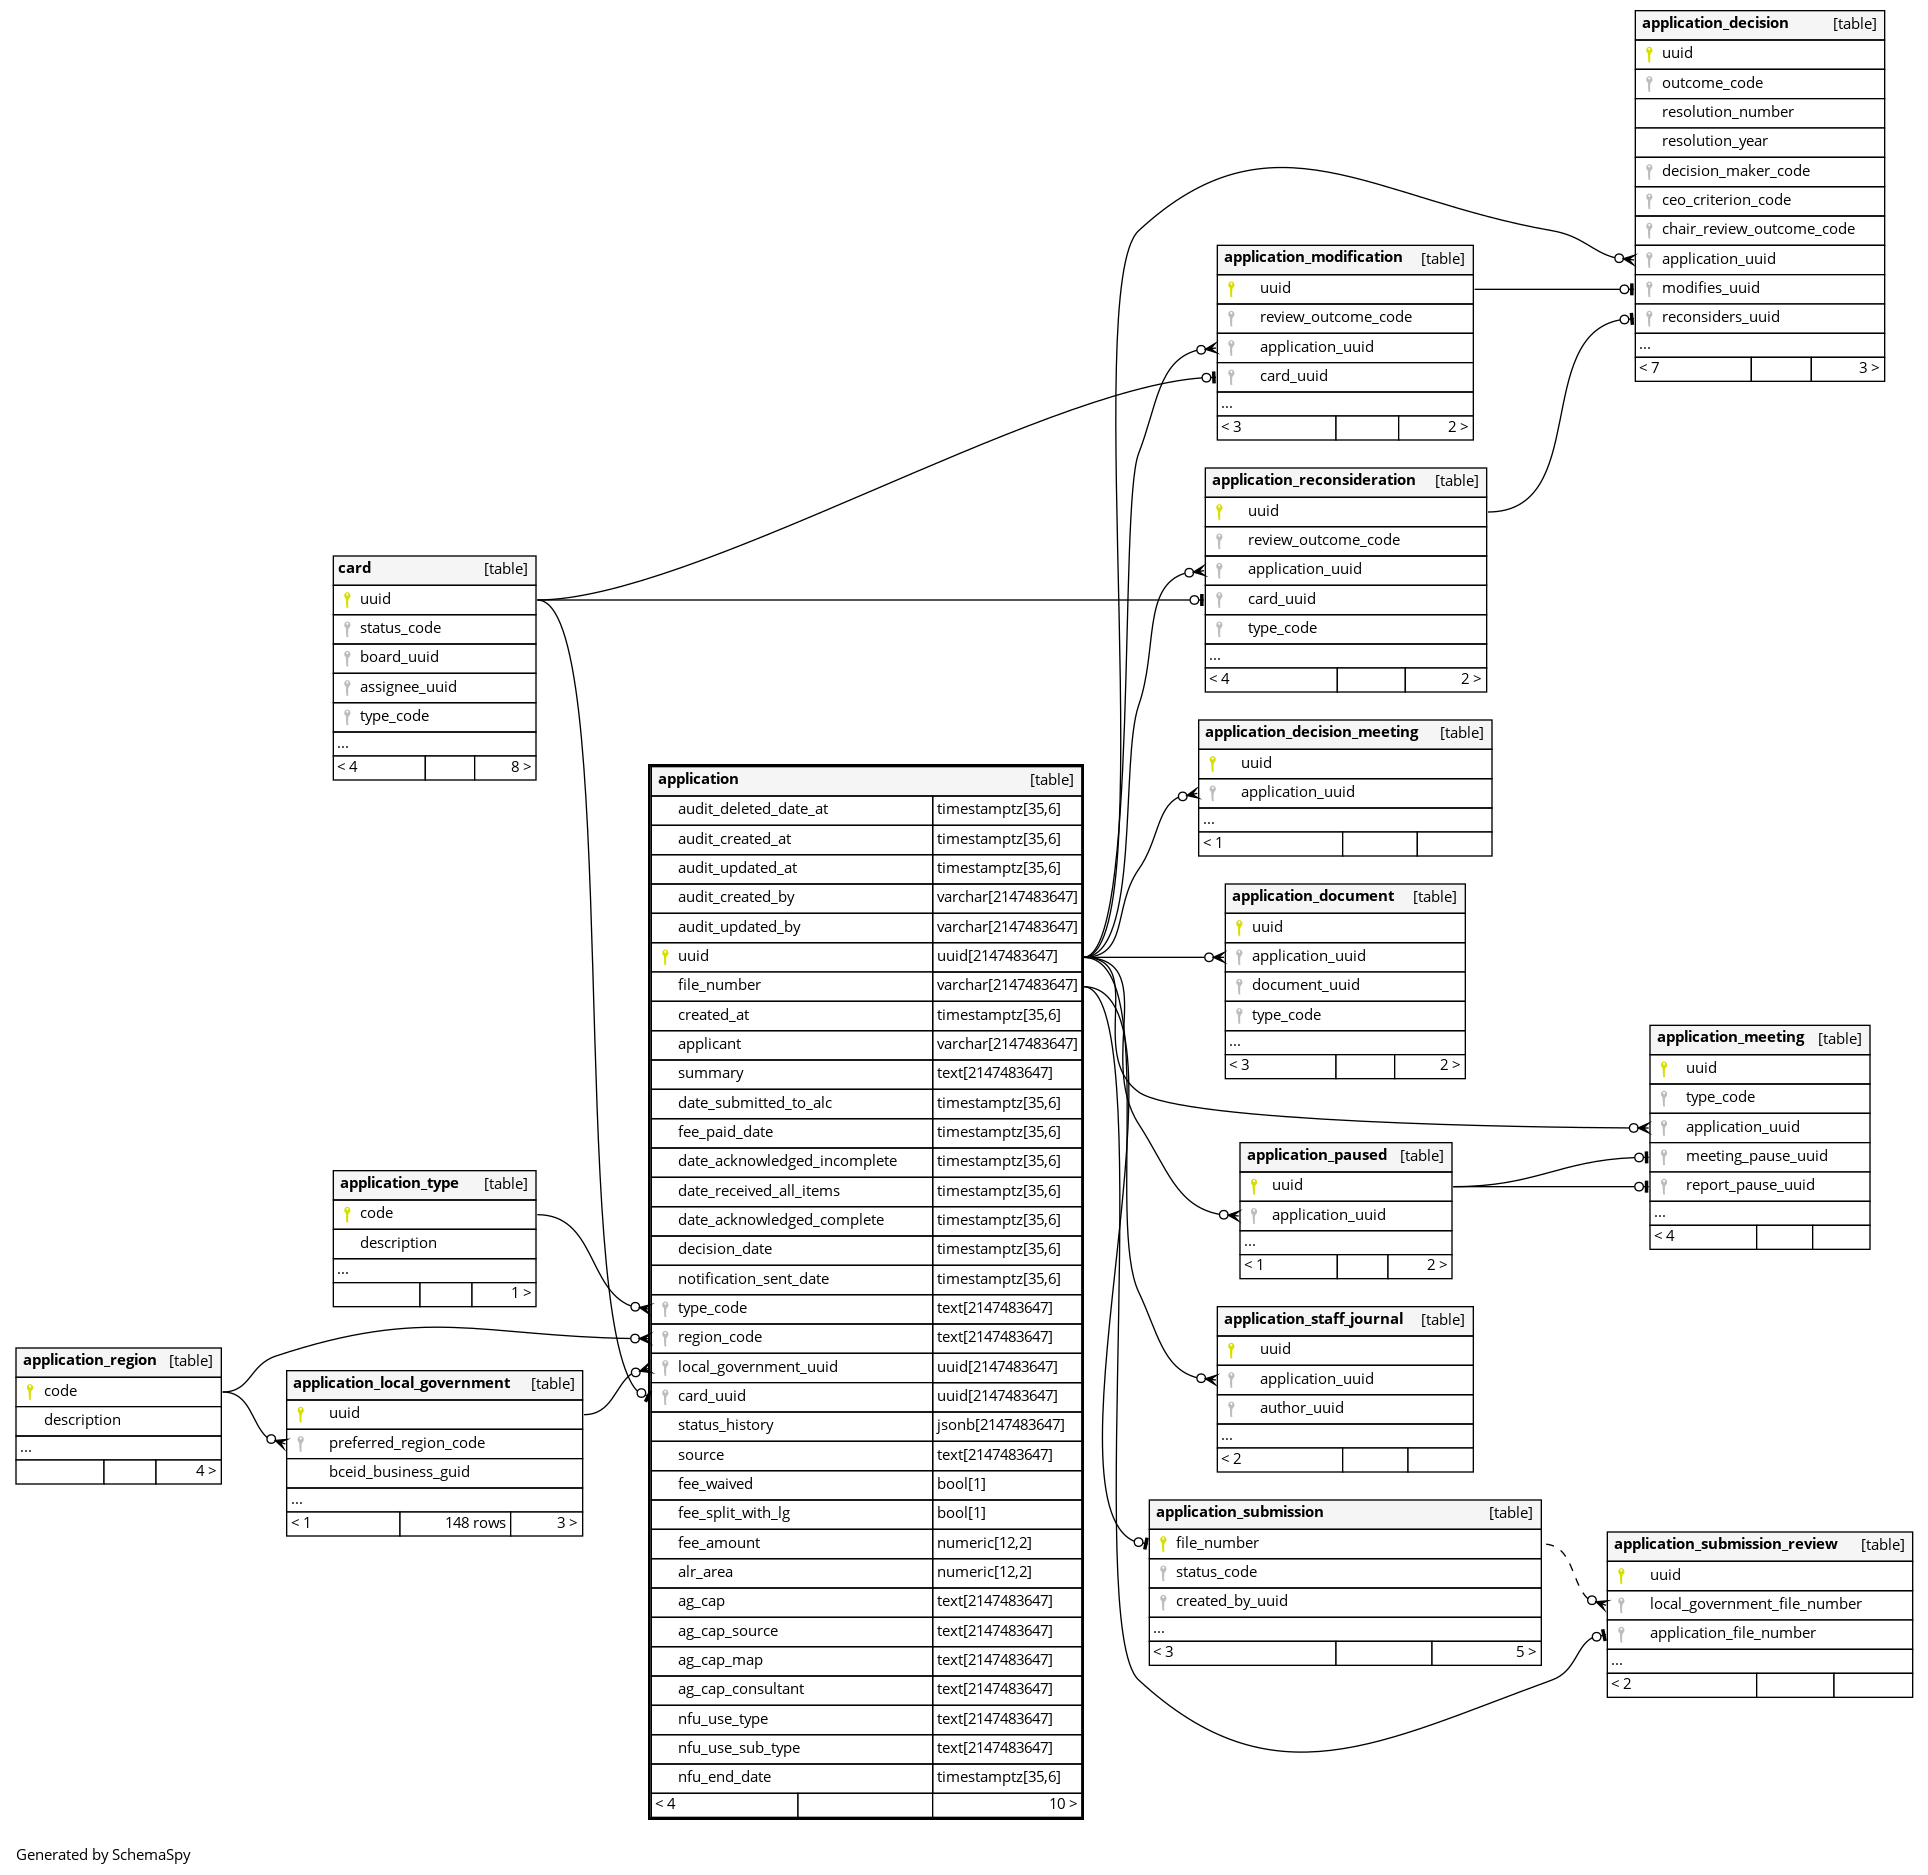 application_decision [table]
uuid
outcome_code
resolution_number
resolution_year
decision_maker_code
ceo_criterion_code
chair_review_outcome_code
application_uuid
modifies_uuid
reconsiders_uuid
...
< 7 3 >
application_modification [table]
uuid
review_outcome_code
application_uuid
card_uuid
...
< 3 2 >
application_reconsideration [table]
uuid
review_outcome_code
application_uuid
card_uuid
type_code
...
< 4 2 >
card [table]
uuid
status_code
board_uuid
assignee_uuid
type_code
...
< 4 8 >
application_decision_meeting [table]
uuid
application_uuid
...
< 1
application [table]
audit_deleted_date_at timestamptz[35,6]
audit_created_at timestamptz[35,6]
audit_updated_at timestamptz[35,6]
audit_created_by varchar[2147483647]
audit_updated_by varchar[2147483647]
uuid uuid[2147483647]
file_number varchar[2147483647]
created_at timestamptz[35,6]
applicant varchar[2147483647]
summary text[2147483647]
date_submitted_to_alc timestamptz[35,6]
fee_paid_date timestamptz[35,6]
date_acknowledged_incomplete timestamptz[35,6]
date_received_all_items timestamptz[35,6]
date_acknowledged_complete timestamptz[35,6]
decision_date timestamptz[35,6]
notification_sent_date timestamptz[35,6]
type_code text[2147483647]
region_code text[2147483647]
local_government_uuid uuid[2147483647]
card_uuid uuid[2147483647]
status_history jsonb[2147483647]
source text[2147483647]
fee_waived bool[1]
fee_split_with_lg bool[1]
fee_amount numeric[12,2]
alr_area numeric[12,2]
ag_cap text[2147483647]
ag_cap_source text[2147483647]
ag_cap_map text[2147483647]
ag_cap_consultant text[2147483647]
nfu_use_type text[2147483647]
nfu_use_sub_type text[2147483647]
nfu_end_date timestamptz[35,6]
< 4 10 >
application_document [table]
uuid
application_uuid
document_uuid
type_code
...
< 3 2 >
application_meeting [table]
uuid
type_code
application_uuid
meeting_pause_uuid
report_pause_uuid
...
< 4
application_paused [table]
uuid
application_uuid
...
< 1 2 >
application_type [table]
code
description
...
1 >
application_region [table]
code
description
...
4 >
application_local_government [table]
uuid
preferred_region_code
bceid_business_guid
...
< 1 148 rows 3 >
application_staff_journal [table]
uuid
application_uuid
author_uuid
...
< 2
application_submission [table]
file_number
status_code
created_by_uuid
...
< 3 5 >
application_submission_review [table]
uuid
local_government_file_number
application_file_number
...
< 2
Generated by SchemaSpy